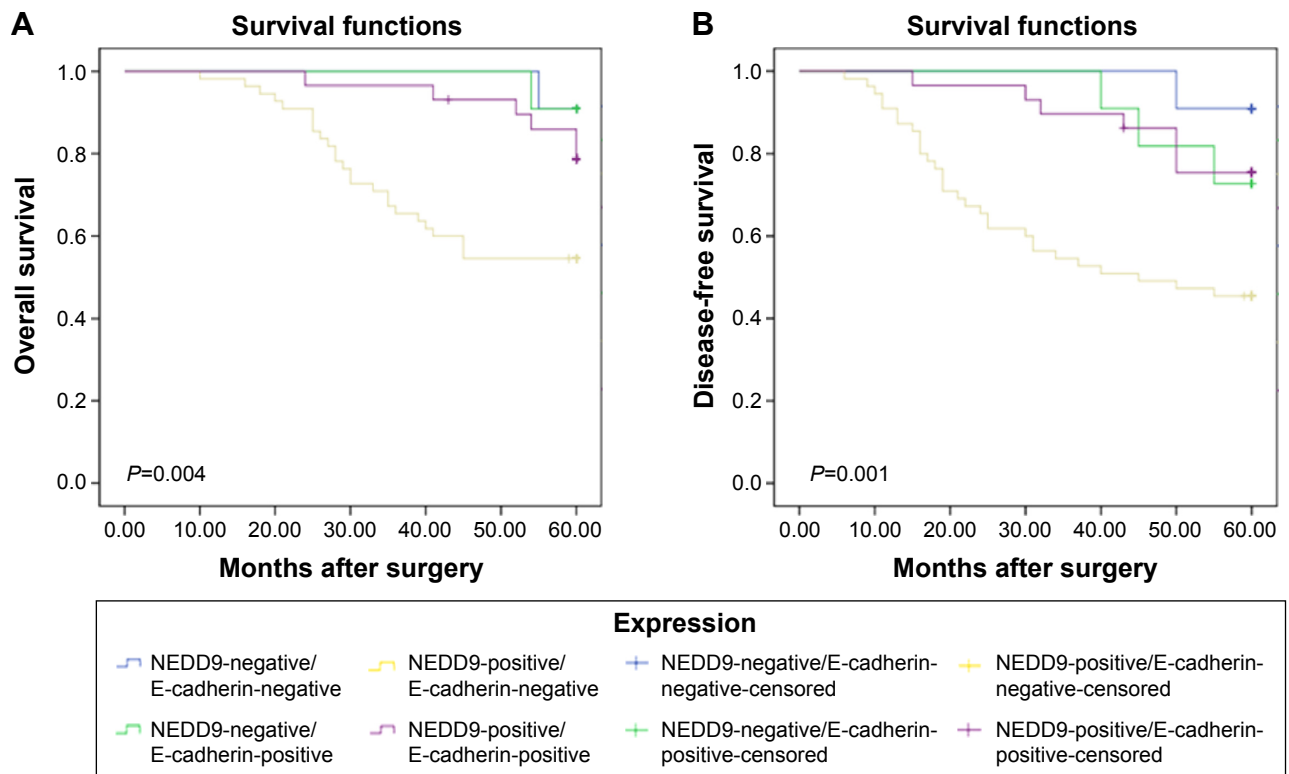 A
Survival functions
Overall survival
1.0
0.8
0.6
0.4
0.2
0.0
P=0.004
0.00 10.00 20.00 30.00 40.00 50.00 60.00
Months after surgery
B
Survival functions
Disease-free survival
1.0
0.8
0.6
0.4
0.2
0.0
P=0.001
0.00 10.00 20.00 30.00 40.00 50.00 60.00
Months after surgery
Expression
NEDD9-negative/
E-cadherin-negative
NEDD9-positive/
E-cadherin-negative
NEDD9-negative/E-cadherin-
negative-censored
NEDD9-positive/E-cadherin-
negative-censored
NEDD9-negative/
E-cadherin-positive
NEDD9-positive/
E-cadherin-positive
NEDD9-negative/E-cadherin-
positive-censored
NEDD9-positive/E-cadherin-
positive-censored